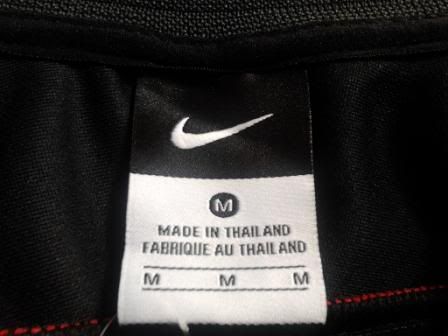 M
MADE IN THAILAND
FABRIQUE AU THAILAND
M M M